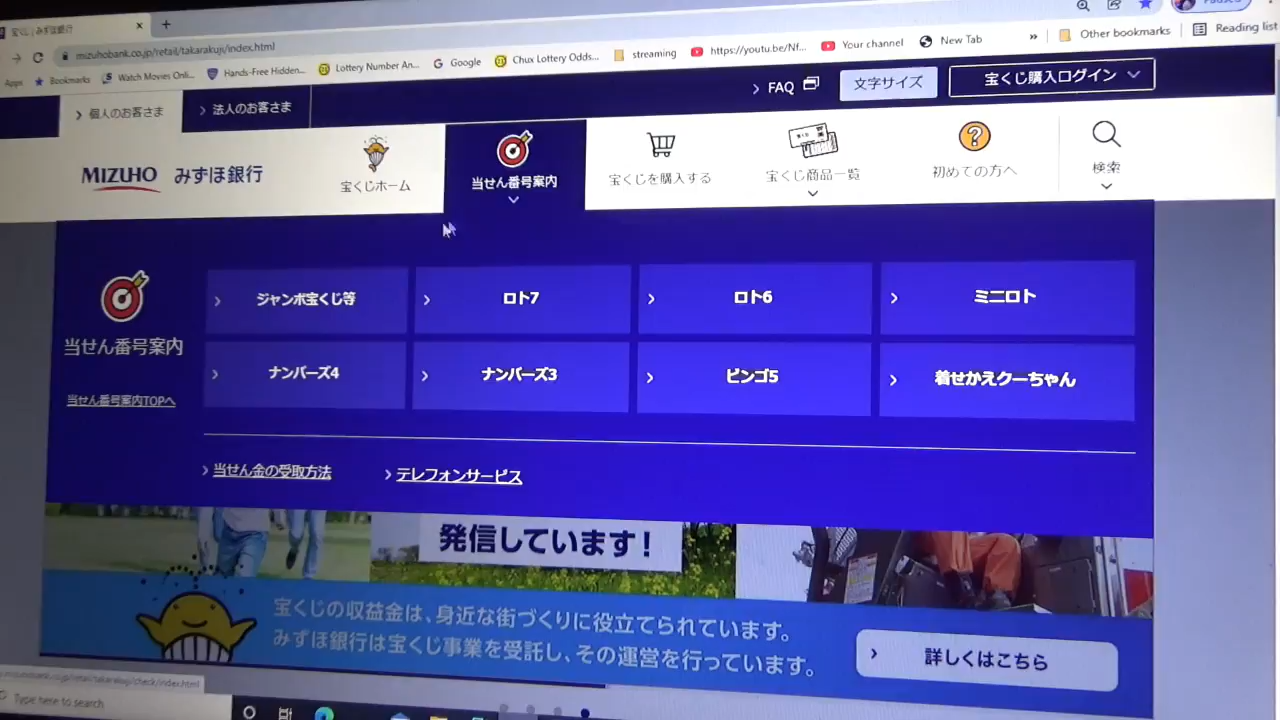 宝くじ | みずほ銀行
mizuhobank.co.jp/retail/takarakuji/index.html
Apps
Bookmarks
Watch Movies Onli...
Hands-Free Hidden...
Lottery Number An...
Google
Chux Lottery Odds...
streaming
https://youtu.be/Nf...
Your channel
New Tab
»
Other bookmarks
Reading list
個人のお客さま
法人のお客さま
FAQ
文字サイズ
宝くじ購入ログイン
MIZUHO みずほ銀行
宝くじホーム
当せん番号案内
宝くじを購入する
宝くじ商品一覧
初めての方へ
検索
当せん番号案内
当せん番号案内TOPへ
ジャンボ宝くじ等
ロト7
ロト6
ミニロト
ナンバーズ4
ナンバーズ3
ビンゴ5
着せかえクーちゃん
当せん金の受取方法
テレフォンサービス
発信しています!
宝くじの収益金は、身近な街づくりに役立てられています。
みずほ銀行は宝くじ事業を受託し、その運営を行っています。
詳しくはこちら
mizuhobank.co.jp/retail/takarakuji/check/index.html
Type here to search